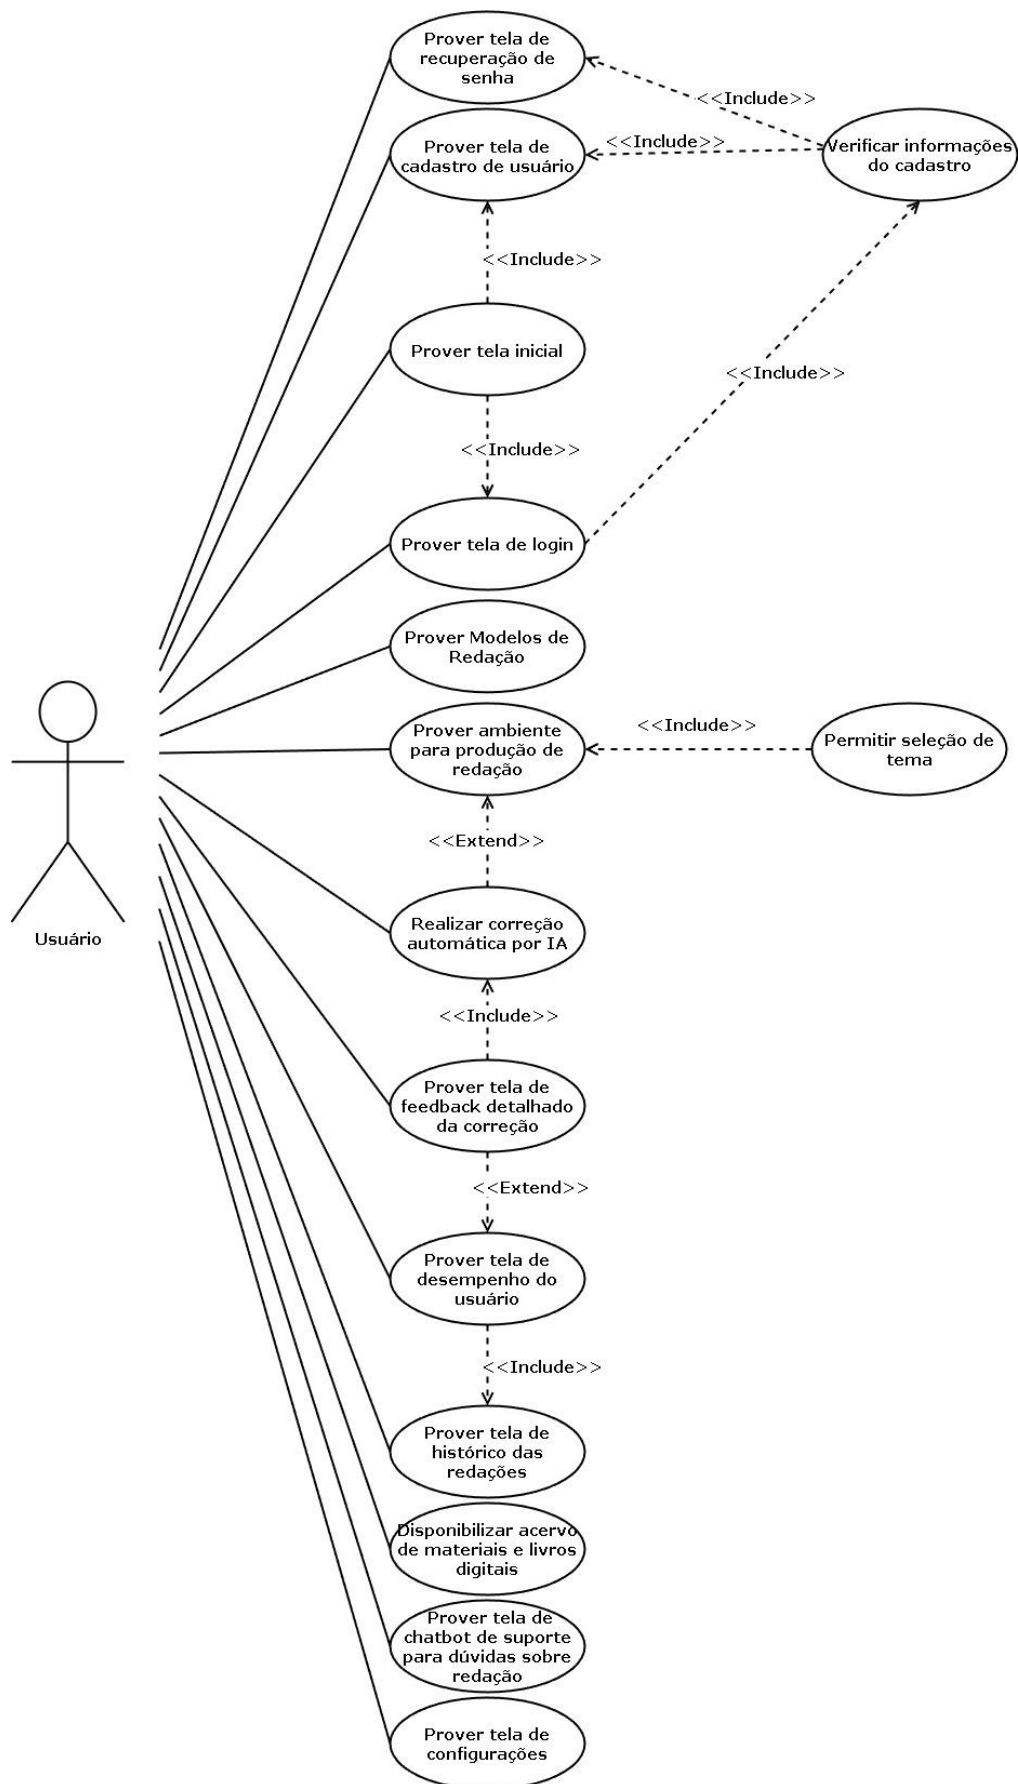 Prover tela de
recuperação de
senha
<<Include>>
Prover tela de
cadastro de usuário
<<Include>>
Verificar informações
do cadastro
<<Include>>
Prover tela inicial
<<Include>>
<<Include>>
Prover tela de login
Prover Modelos de
Redação
Prover ambiente
para produção de
redação
<<Include>>
Permitir seleção de
tema
<<Extend>>
Realizar correção
automática por IA
Usuário
<<Include>>
Prover tela de
feedback detalhado
da correção
<<Extend>>
Prover tela de
desempenho do
usuário
<<Include>>
Prover tela de
histórico das
redações
Disponibilizar acervo
de materiais e livros
digitais
Prover tela de
chatbot de suporte
para dúvidas sobre
redação
Prover tela de
configurações